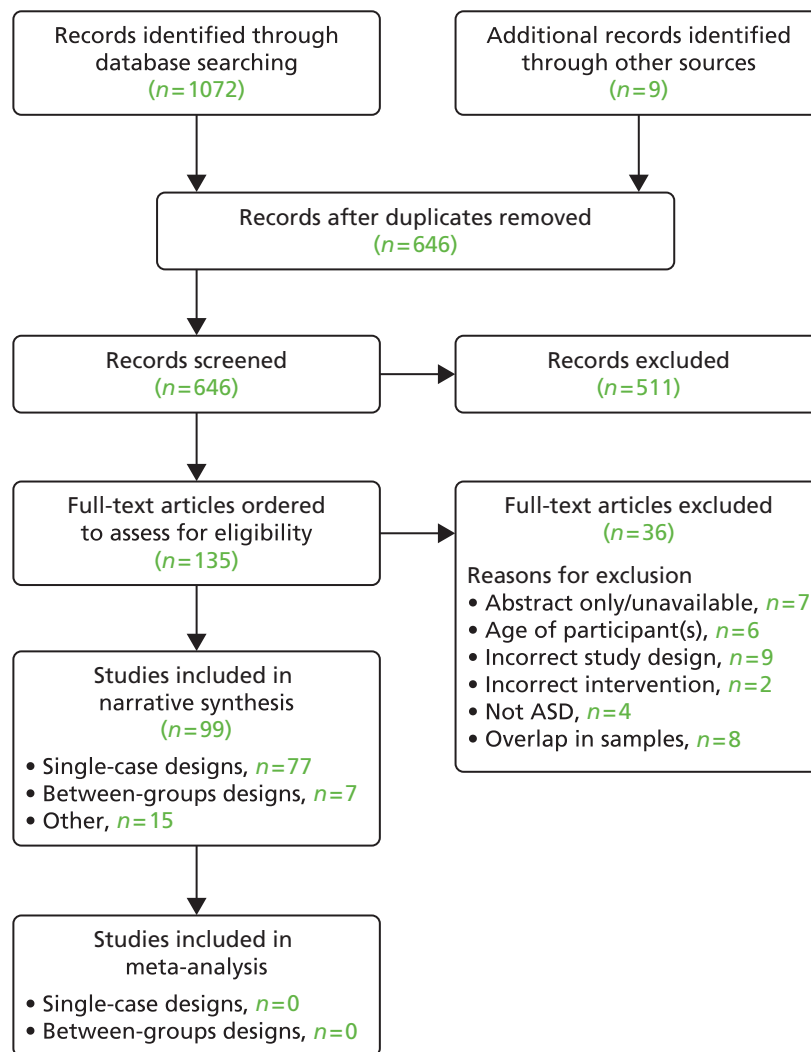 Records identified through
database searching
(n=1072)
Additional records identified
through other sources
(n=9)
Records after duplicates removed
(n=646)
Records screened
(n=646)
Records excluded
(n=511)
Full-text articles ordered
to assess for eligibility
(n=135)
Full-text articles excluded
(n=36)
Reasons for exclusion
• Abstract only/unavailable, n=7
• Age of participant(s), n=6
• Incorrect study design, n=9
• Incorrect intervention, n=2
• Not ASD, n=4
• Overlap in samples, n=8
Studies included in
narrative synthesis
(n=99)
• Single-case designs, n=77
• Between-groups designs, n=7
• Other, n=15
Studies included in
meta-analysis
• Single-case designs, n=0
• Between-groups designs, n=0